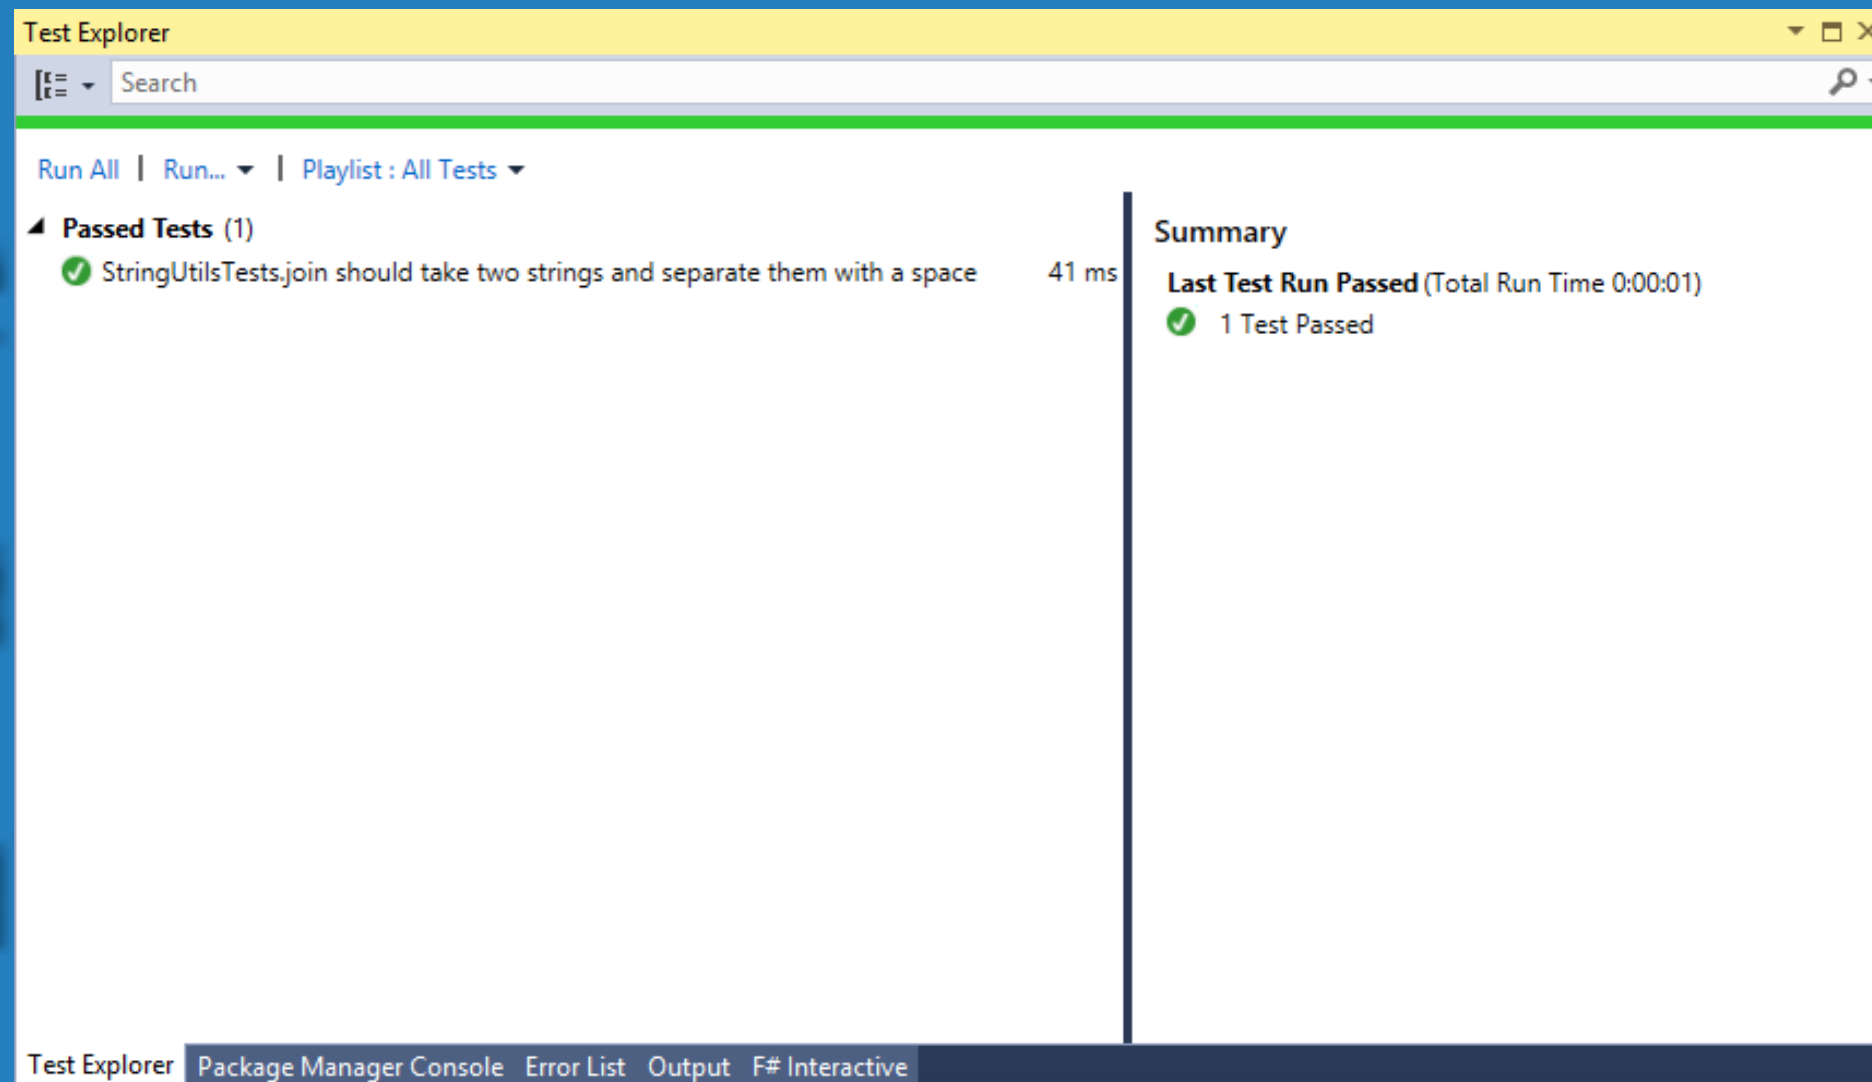 Test Explorer
Search
Run All | Run... | Playlist : All Tests
Passed Tests (1)
StringUtilsTests.join should take two strings and separate them with a space 41 ms
Summary
Last Test Run Passed (Total Run Time 0:00:01)
1 Test Passed
Test Explorer Package Manager Console Error List Output F# Interactive